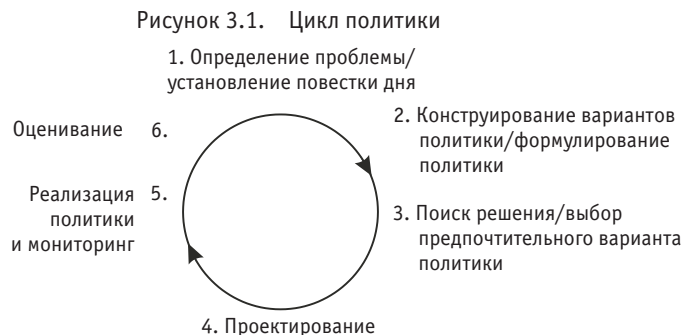 Рисунок 3.1. Цикл политики
1. Определение проблемы/
установление повестки дня
2. Конструирование вариантов
политики/формулирование
политики
3. Поиск решения/выбор
предпочтительного варианта
политики
4. Проектирование
5. Реализация
политики
и мониторинг
6. Оценивание